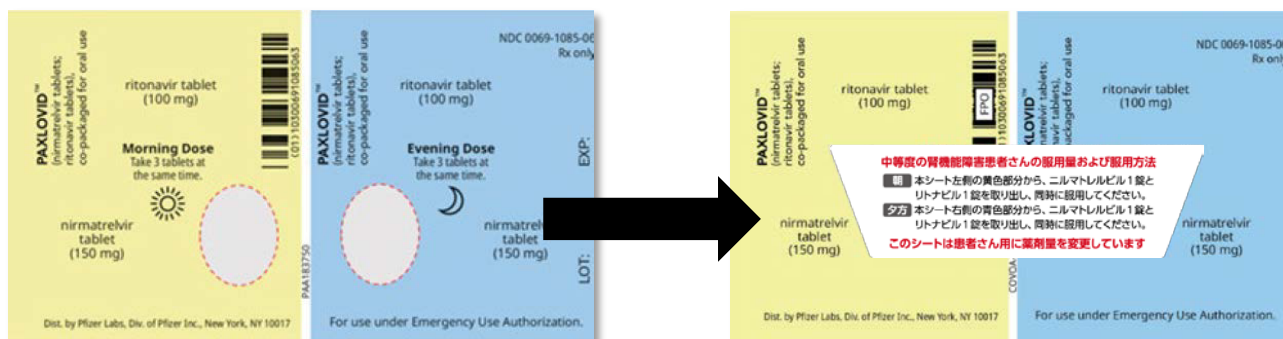 PAXLOVID™
(nirmatrelvir tablets;
ritonavir tablets),
co-packaged for oral use
ritonavir tablet
(100 mg)
(01)10300691085063
Morning Dose
Take 3 tablets at
the same time.
nirmatrelvir
tablet
(150 mg)
Dist. by Pfizer Labs, Div. of Pfizer Inc., New York, NY 10017
PAA183750
PAXLOVID™
(nirmatrelvir tablets;
ritonavir tablets),
co-packaged for oral use
NDC 0069-1085-06
Rx only
ritonavir tablet
(100 mg)
Evening Dose
Take 3 tablets at
the same time.
nirmatrelvir
tablet
(150 mg)
LOT:
EXP:
For use under Emergency Use Authorization.
PAXLOVID™
(nirmatrelvir tablets;
ritonavir tablets),
co-packaged for oral use
ritonavir tablet
(100 mg)
FPO
10300691085063
nirmatrelvir
tablet
(150 mg)
Dist. by Pfizer Labs, Div. of Pfizer Inc., New York, NY 10017
NDC 0069-1085-06
Rx only
ritonavir tablet
(100 mg)
中等度の腎機能障害患者さんの服用量および服用方法
朝 本シート左側の黄色部分から、ニルマトレルビル1錠と
リトナビル1錠を取り出し、同時に服用してください。
夕方 本シート右側の青色部分から、ニルマトレルビル1錠と
リトナビル1錠を取り出し、同時に服用してください。
このシートは患者さん用に薬剤量を変更しています
nirmatrelvir
tablet
(150 mg)
For use under Emergency Use Authorization.